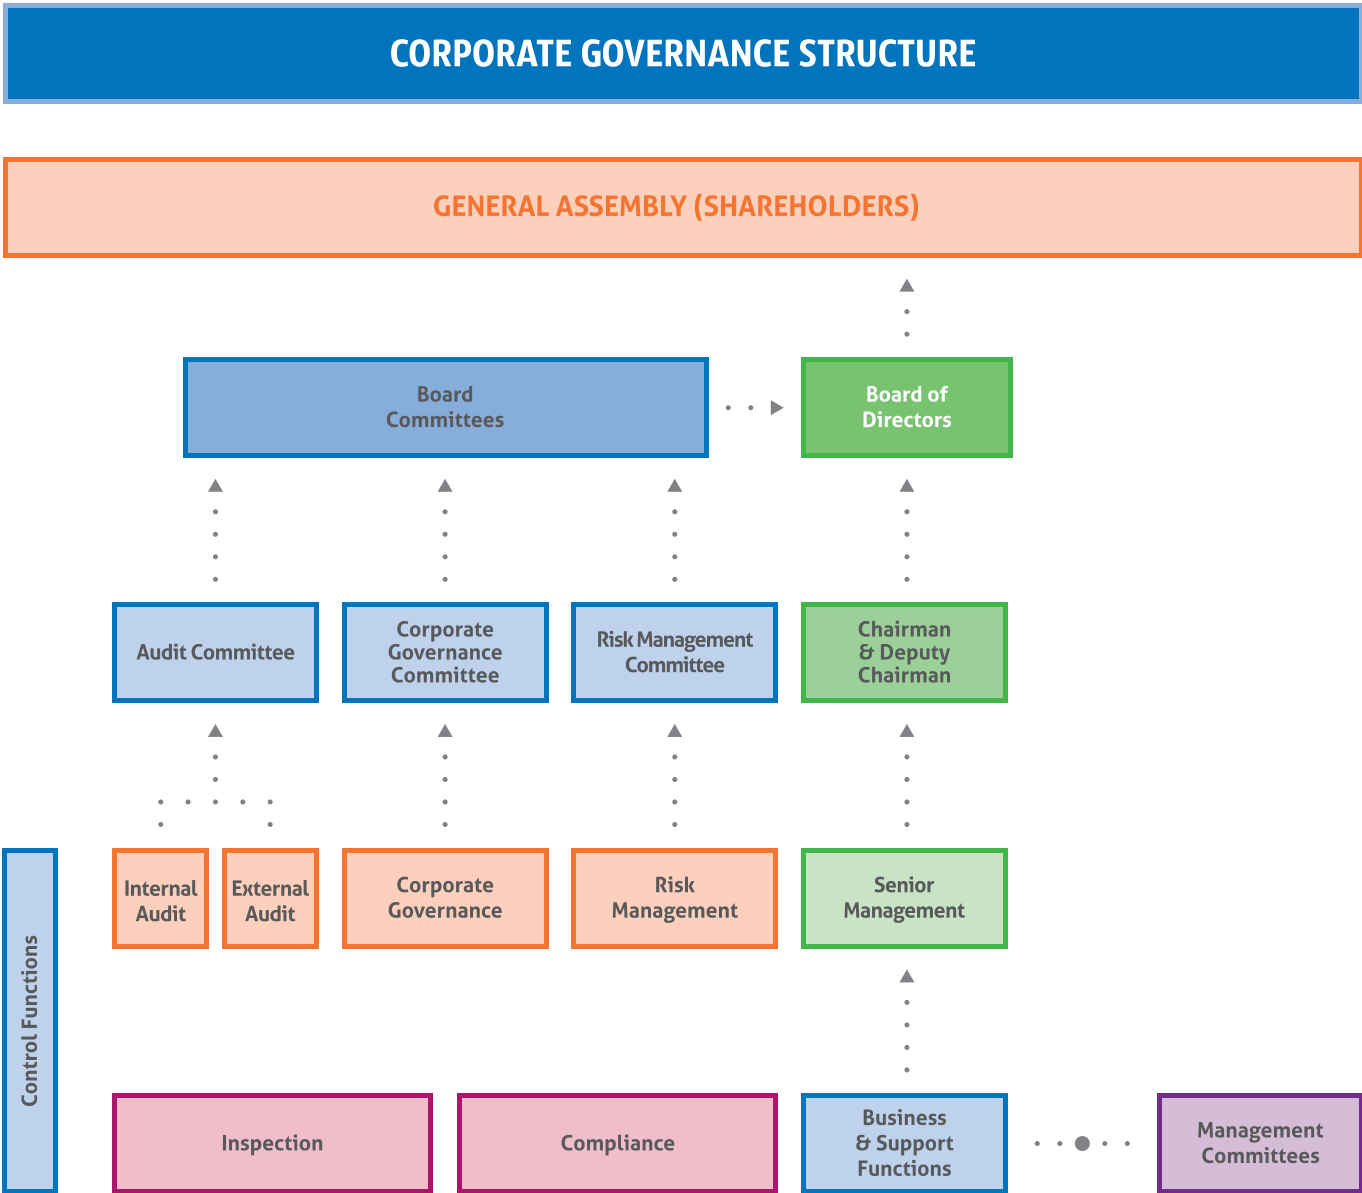 CORPORATE GOVERNANCE STRUCTURE
GENERAL ASSEMBLY (SHAREHOLDERS)
Board
Committees
Board of
Directors
Audit Committee
Corporate
Governance
Committee
Risk Management
Committee
Chairman
& Deputy
Chairman
Control Functions
Internal
Audit
External
Audit
Corporate
Governance
Risk
Management
Senior
Management
Inspection
Compliance
Business
& Support
Functions
Management
Committees